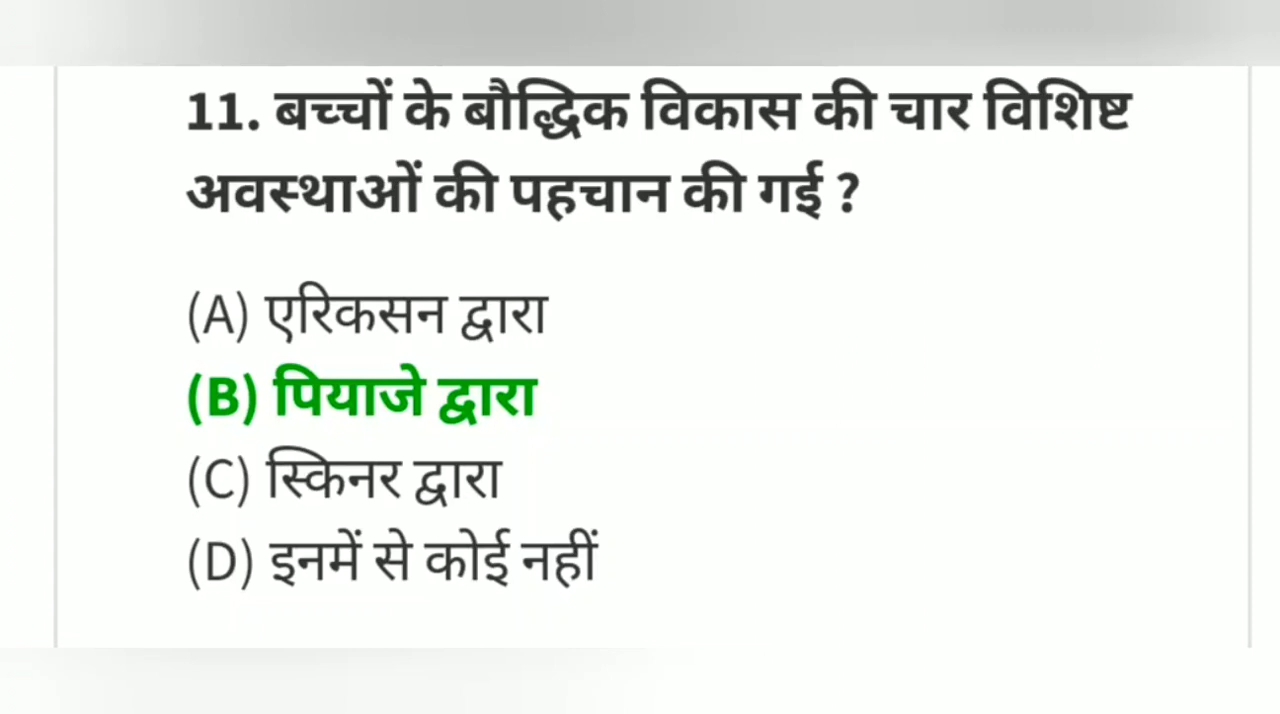 11. बच्चों के बौद्धिक विकास की चार विशिष्ट
अवस्थाओं की पहचान की गई ?
(A) एरिकसन द्वारा
(B) पियाजे द्वारा
(C) स्किनर द्वारा
(D) इनमें से कोई नहीं